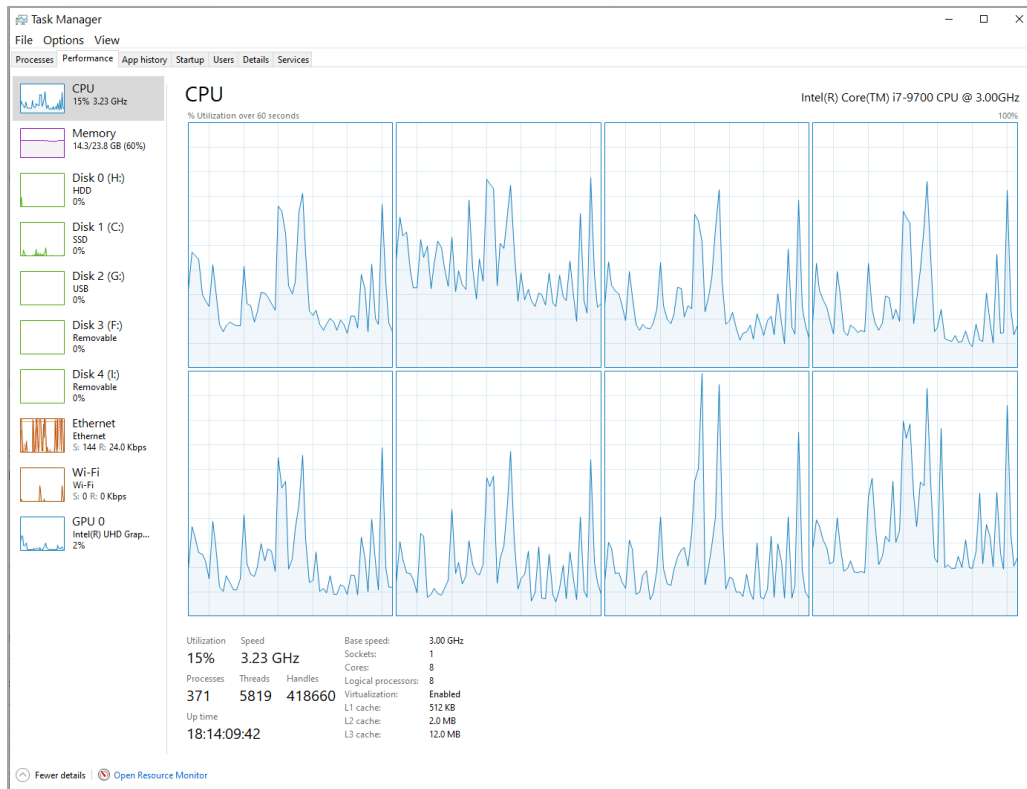 Task Manager
File Options View
Processes Performance App history Startup Users Details Services
CPU
15% 3.23 GHz
Memory
14.3/23.8 GB (60%)
Disk 0 (H:)
HDD
0%
Disk 1 (C:)
SSD
0%
Disk 2 (G:)
USB
0%
Disk 3 (F:)
Removable
0%
Disk 4 (I:)
Removable
0%
Ethernet
Ethernet
S: 144 R: 24.0 Kbps
Wi-Fi
Wi-Fi
S: 0 R: 0 Kbps
GPU 0
Intel(R) UHD Grap...
2%
CPU Intel(R) Core(TM) i7-9700 CPU @ 3.00GHz
% Utilization over 60 seconds 100%
Utilization Speed
15% 3.23 GHz
Processes Threads Handles
371 5819 418660
Up time
18:14:09:42
Base speed: 3.00 GHz
Sockets: 1
Cores: 8
Logical processors: 8
Virtualization: Enabled
L1 cache: 512 KB
L2 cache: 2.0 MB
L3 cache: 12.0 MB
Fewer details Open Resource Monitor